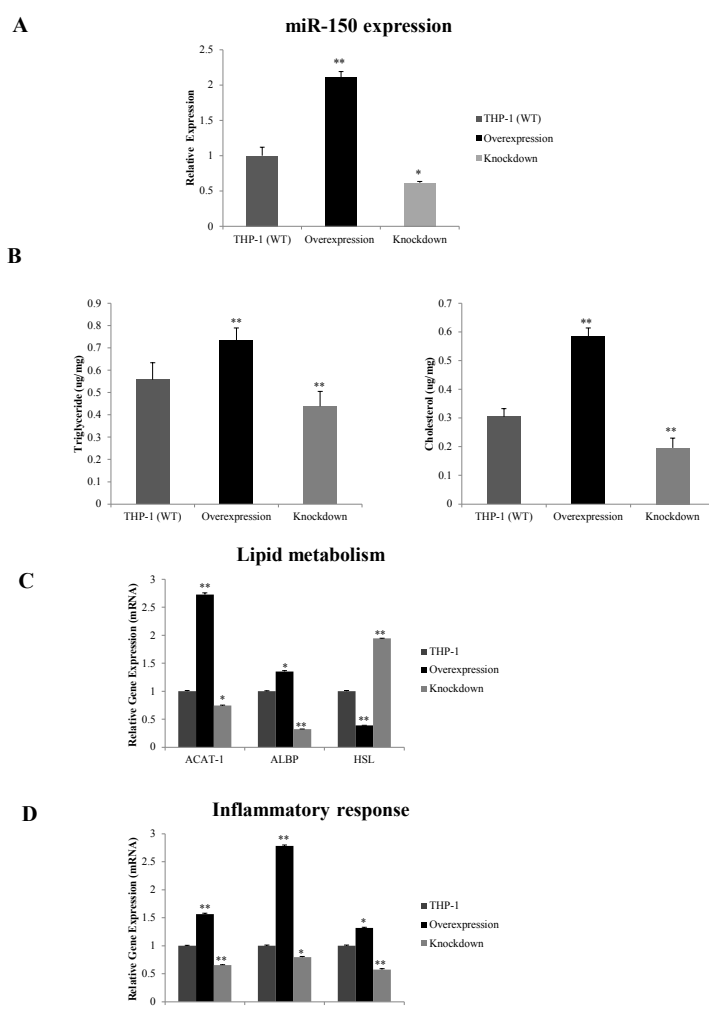 A
miR-150 expression
Relative Expression
2.5
2
1.5
1
0.5
0
**
*
THP-1 (WT)
Overexpression
Knockdown
THP-1 (WT) Overexpression Knockdown
B
Triglyceride (ug/mg)
0.9
0.8
0.7
0.6
0.5
0.4
0.3
0.2
0.1
0
**
**
THP-1 (WT) Overexpression Knockdown
Cholesterol (ug/mg)
0.7
0.6
0.5
0.4
0.3
0.2
0.1
0
**
**
THP-1 (WT) Overexpression Knockdown
C
Lipid metabolism
Relative Gene Expression (mRNA)
3
2.5
2
1.5
1
0.5
0
**
*
*
**
**
**
THP-1
Overexpression
Knockdown
ACAT-1 ALBP HSL
D
Inflammatory response
Relative Gene Expression (mRNA)
3
2.5
2
1.5
1
0.5
0
**
**
**
*
*
**
THP-1
Overexpression
Knockdown